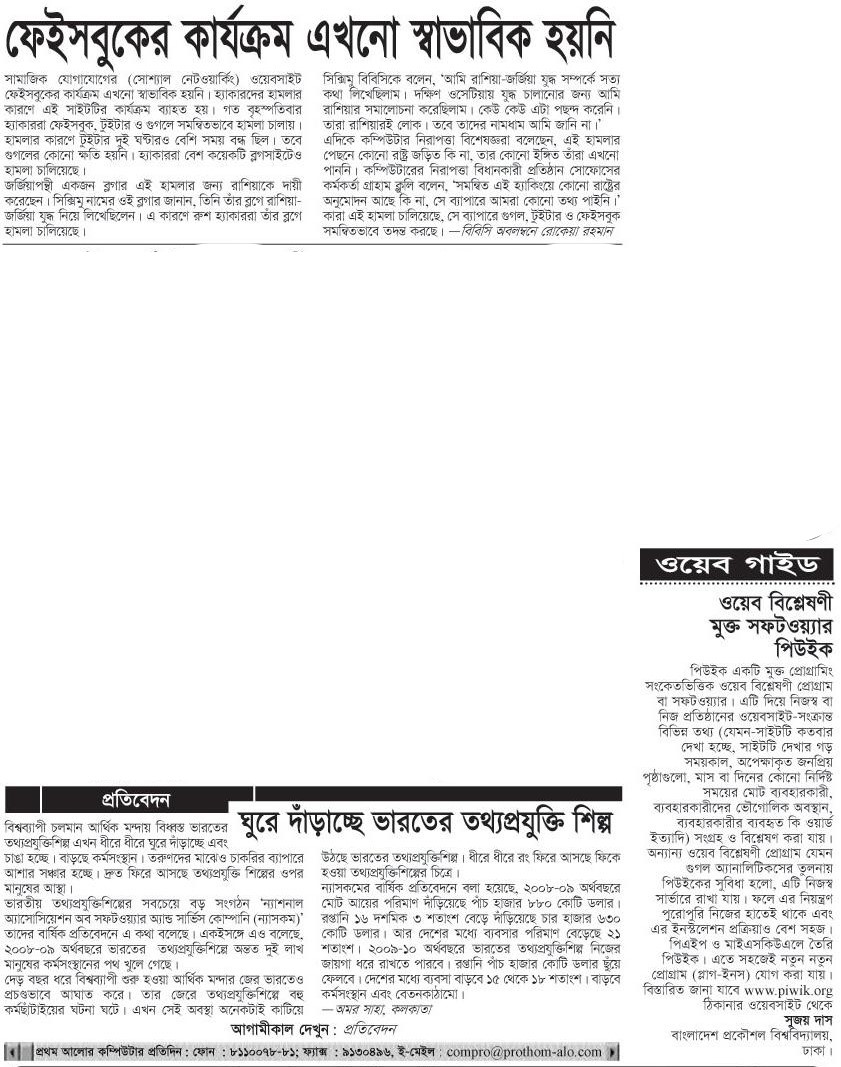 ফেইসবুকের কার্যক্রম এখনো স্বাভাবিক হয়নি
সামাজিক যোগাযোগের (সোশ্যাল নেটওয়ার্কিং) ওয়েবসাইট
ফেইসবুকের কার্যক্রম এখনো স্বাভাবিক হয়নি। হ্যাকারদের হামলার
কারণে এই সাইটটির কার্যক্রম ব্যাহত হয়। গত বৃহস্পতিবার
হ্যাকাররা ফেইসবুক, টুইটার ও গুগলে সমন্বিতভাবে হামলা চালায়।
হামলার কারণে টুইটার দুই ঘণ্টারও বেশি সময় বন্ধ ছিল। তবে
গুগলের কোনো ক্ষতি হয়নি। হ্যাকাররা বেশ কয়েকটি ব্লগসাইটেও
হামলা চালিয়েছে।
জর্জিয়াপন্থী একজন ব্লগার এই হামলার জন্য রাশিয়াকে দায়ী
করেছেন। সিক্সিমু নামের ওই ব্লগার জানান, তিনি তাঁর ব্লগে রাশিয়া-
জর্জিয়া যুদ্ধ নিয়ে লিখেছিলেন। এ কারণে রুশ হ্যাকাররা তাঁর ব্লগে
হামলা চালিয়েছে।
সিক্সিমু বিবিসিকে বলেন, 'আমি রাশিয়া-জর্জিয়া যুদ্ধ সম্পর্কে সত্য
কথা লিখেছিলাম। দক্ষিণ ওসেটিয়ায় যুদ্ধ চালানোর জন্য আমি
রাশিয়ার সমালোচনা করেছিলাম। কেউ কেউ এটা পছন্দ করেনি।
তারা রাশিয়ারই লোক। তবে তাদের নামধাম আমি জানি না।'
এদিকে কম্পিউটার নিরাপত্তা বিশেষজ্ঞরা বলেছেন, এই হামলার
পেছনে কোনো রাষ্ট্র জড়িত কি না, তার কোনো ইঙ্গিত তাঁরা এখনো
পাননি। কম্পিউটারের নিরাপত্তা বিধানকারী প্রতিষ্ঠান সোফোসের
কর্মকর্তা গ্রাহাম ক্লুলি বলেন, 'সমন্বিত এই হ্যাকিংয়ে কোনো রাষ্ট্রের
অনুমোদন আছে কি না, সে ব্যাপারে আমরা কোনো তথ্য পাইনি।'
কারা এই হামলা চালিয়েছে, সে ব্যাপারে গুগল, টুইটার ও ফেইসবুক
সমন্বিতভাবে তদন্ত করছে। —বিবিসি অবলম্বনে রোকেয়া রহমান
ওয়েব গাইড
ওয়েব বিশ্লেষণী
মুক্ত সফটওয়্যার
পিউইক
পিউইক একটি মুক্ত প্রোগ্রামিং
সংকেতভিত্তিক ওয়েব বিশ্লেষণী প্রোগ্রাম
বা সফটওয়্যার। এটি দিয়ে নিজস্ব বা
নিজ প্রতিষ্ঠানের ওয়েবসাইট-সংক্রান্ত
বিভিন্ন তথ্য (যেমন-সাইটটি কতবার
দেখা হচ্ছে, সাইটটি দেখার গড়
সময়কাল, অপেক্ষাকৃত জনপ্রিয়
পৃষ্ঠাগুলো, মাস বা দিনের কোনো নির্দিষ্ট
সময়ের মোট ব্যবহারকারী,
ব্যবহারকারীদের ভৌগোলিক অবস্থান,
ব্যবহারকারীর ব্যবহৃত কি ওয়ার্ড
ইত্যাদি) সংগ্রহ ও বিশ্লেষণ করা যায়।
অন্যান্য ওয়েব বিশ্লেষণী প্রোগ্রাম যেমন
গুগল অ্যানালিটিকসের তুলনায়
পিউইকের সুবিধা হলো, এটি নিজস্ব
সার্ভারে রাখা যায়। ফলে এর নিয়ন্ত্রণ
পুরোপুরি নিজের হাতেই থাকে এবং
এর ইনস্টলেশন প্রক্রিয়াও বেশ সহজ।
পিএইপি ও মাইএসকিউএলে তৈরি
পিউইক। এতে সহজেই নতুন নতুন
প্রোগ্রাম (প্লাগ-ইনস) যোগ করা যায়।
বিস্তারিত জানা যাবে www.piwik.org
ঠিকানার ওয়েবসাইট থেকে
সুজয় দাস
বাংলাদেশ প্রকৌশল বিশ্ববিদ্যালয়,
ঢাকা।
প্রতিবেদন
ঘুরে দাঁড়াচ্ছে ভারতের তথ্যপ্রযুক্তি শিল্প
বিশ্বব্যাপী চলমান আর্থিক মন্দায় বিধ্বস্ত ভারতের
তথ্যপ্রযুক্তিশিল্প এখন ধীরে ধীরে ঘুরে দাঁড়াচ্ছে এবং
চাঙা হচ্ছে। বাড়ছে কর্মসংস্থান। তরুণদের মাঝেও চাকরির ব্যাপারে
আশার সঞ্চার হচ্ছে। দ্রুত ফিরে আসছে তথ্যপ্রযুক্তি শিল্পের ওপর
মানুষের আস্থা।
ভারতীয় তথ্যপ্রযুক্তিশিল্পের সবচেয়ে বড় সংগঠন 'ন্যাশনাল
অ্যাসোসিয়েশন অব সফটওয়্যার অ্যান্ড সার্ভিস কোম্পানি (ন্যাসকম)'
তাদের বার্ষিক প্রতিবেদনে এ কথা বলেছে। একইসঙ্গে এও বলেছে,
২০০৮-০৯ অর্থবছরে ভারতের তথ্যপ্রযুক্তিশিল্পে অন্তত দুই লাখ
মানুষের কর্মসংস্থানের পথ খুলে গেছে।
দেড় বছর ধরে বিশ্বব্যাপী শুরু হওয়া আর্থিক মন্দার জের ভারতেও
প্রচণ্ডভাবে আঘাত করে। তার জেরে তথ্যপ্রযুক্তিশিল্পে বহু
কর্মছাঁটাইয়ের ঘটনা ঘটে। এখন সেই অবস্থা অনেকটাই কাটিয়ে
উঠছে ভারতের তথ্যপ্রযুক্তিশিল্প। ধীরে ধীরে রং ফিরে আসছে ফিকে
হওয়া তথ্যপ্রযুক্তিশিল্পের চিত্রে।
ন্যাসকমের বার্ষিক প্রতিবেদনে বলা হয়েছে, ২০০৮-০৯ অর্থবছরে
মোট আয়ের পরিমাণ দাঁড়িয়েছে পাঁচ হাজার ৮৮০ কোটি ডলার।
রপ্তানি ১৬ দশমিক ৩ শতাংশ বেড়ে দাঁড়িয়েছে চার হাজার ৬৩০
কোটি ডলার। আর দেশের মধ্যে ব্যবসার পরিমাণ বেড়েছে ২১
শতাংশ। ২০০৯-১০ অর্থবছরে ভারতের তথ্যপ্রযুক্তিশিল্প নিজের
জায়গা ধরে রাখতে পারবে। রপ্তানি পাঁচ হাজার কোটি ডলার ছুঁয়ে
ফেলবে। দেশের মধ্যে ব্যবসা বাড়বে ১৫ থেকে ১৮ শতাংশ। বাড়বে
কর্মসংস্থান এবং বেতনকাঠামো।
—অমর সাহা, কলকাতা
আগামীকাল দেখুন : প্রতিবেদন
প্রথম আলোর কম্পিউটার প্রতিদিন : ফোন : ৮১১০০৭৮-৮১; ফ্যাক্স : ৯১৩০৪৯৬, ই-মেইল : compro@prothom-alo.com